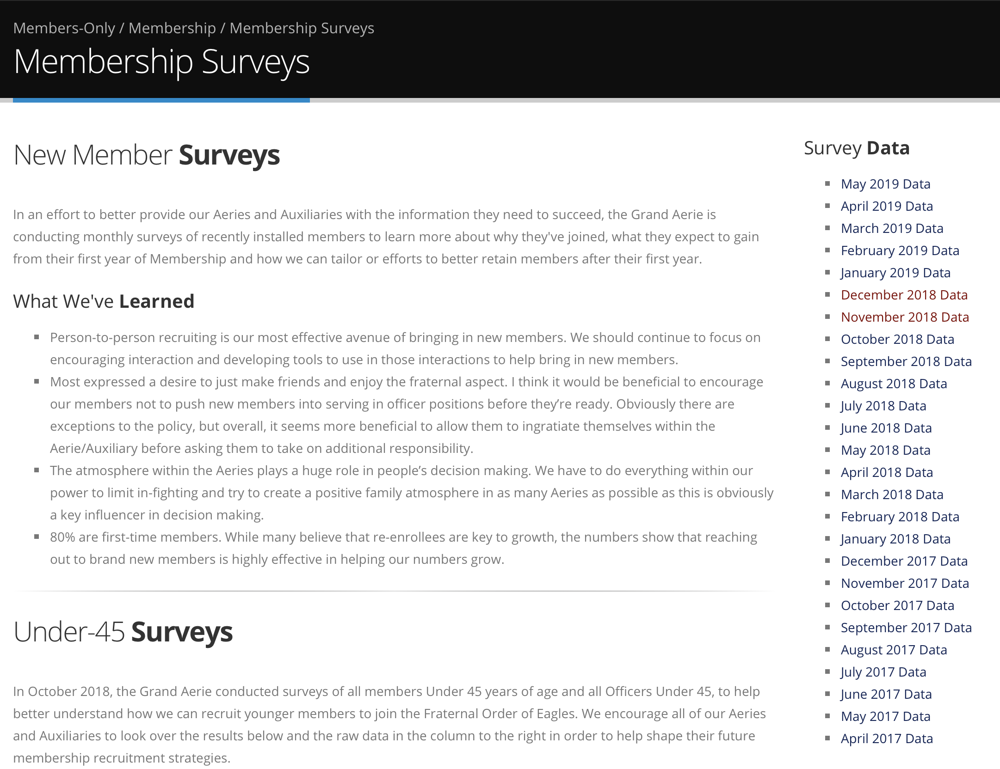 Members-Only / Membership / Membership Surveys
Membership Surveys
New Member Surveys
In an effort to better provide our Aeries and Auxiliaries with the information they need to succeed, the Grand Aerie is
conducting monthly surveys of recently installed members to learn more about why they've joined, what they expect to gain
from their first year of Membership and how we can tailor or efforts to better retain members after their first year.
What We've Learned
Person-to-person recruiting is our most effective avenue of bringing in new members. We should continue to focus on
encouraging interaction and developing tools to use in those interactions to help bring in new members.
Most expressed a desire to just make friends and enjoy the fraternal aspect. I think it would be beneficial to encourage
our members not to push new members into serving in officer positions before they’re ready. Obviously there are
exceptions to the policy, but overall, it seems more beneficial to allow them to ingratiate themselves within the
Aerie/Auxiliary before asking them to take on additional responsibility.
The atmosphere within the Aeries plays a huge role in people’s decision making. We have to do everything within our
power to limit in-fighting and try to create a positive family atmosphere in as many Aeries as possible as this is obviously
a key influencer in decision making.
80% are first-time members. While many believe that re-enrollees are key to growth, the numbers show that reaching
out to brand new members is highly effective in helping our numbers grow.
Under-45 Surveys
In October 2018, the Grand Aerie conducted surveys of all members Under 45 years of age and all Officers Under 45, to help
better understand how we can recruit younger members to join the Fraternal Order of Eagles. We encourage all of our Aeries
and Auxiliaries to look over the results below and the raw data in the column to the right in order to help shape their future
membership recruitment strategies.
Survey Data
May 2019 Data
April 2019 Data
March 2019 Data
February 2019 Data
January 2019 Data
December 2018 Data
November 2018 Data
October 2018 Data
September 2018 Data
August 2018 Data
July 2018 Data
June 2018 Data
May 2018 Data
April 2018 Data
March 2018 Data
February 2018 Data
January 2018 Data
December 2017 Data
November 2017 Data
October 2017 Data
September 2017 Data
August 2017 Data
July 2017 Data
June 2017 Data
May 2017 Data
April 2017 Data